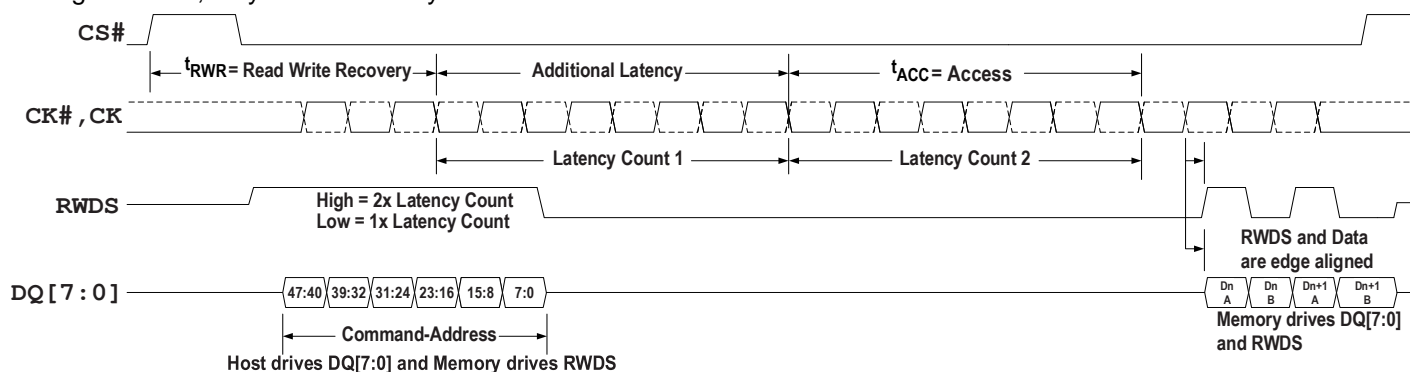 CS#
tRWR= Read Write Recovery
Additional Latency
tACC= Access
CK#,CK
Latency Count 1
Latency Count 2
RWDS
High = 2x Latency Count
Low = 1x Latency Count
RWDS and Data
are edge aligned
DQ[7:0]
47:40 39:32 31:24 23:16 15:8 7:0
Dn A
Dn B
Dn+1 A
Dn+1 B
Command-Address
Memory drives DQ[7:0]
and RWDS
Host drives DQ[7:0] and Memory drives RWDS